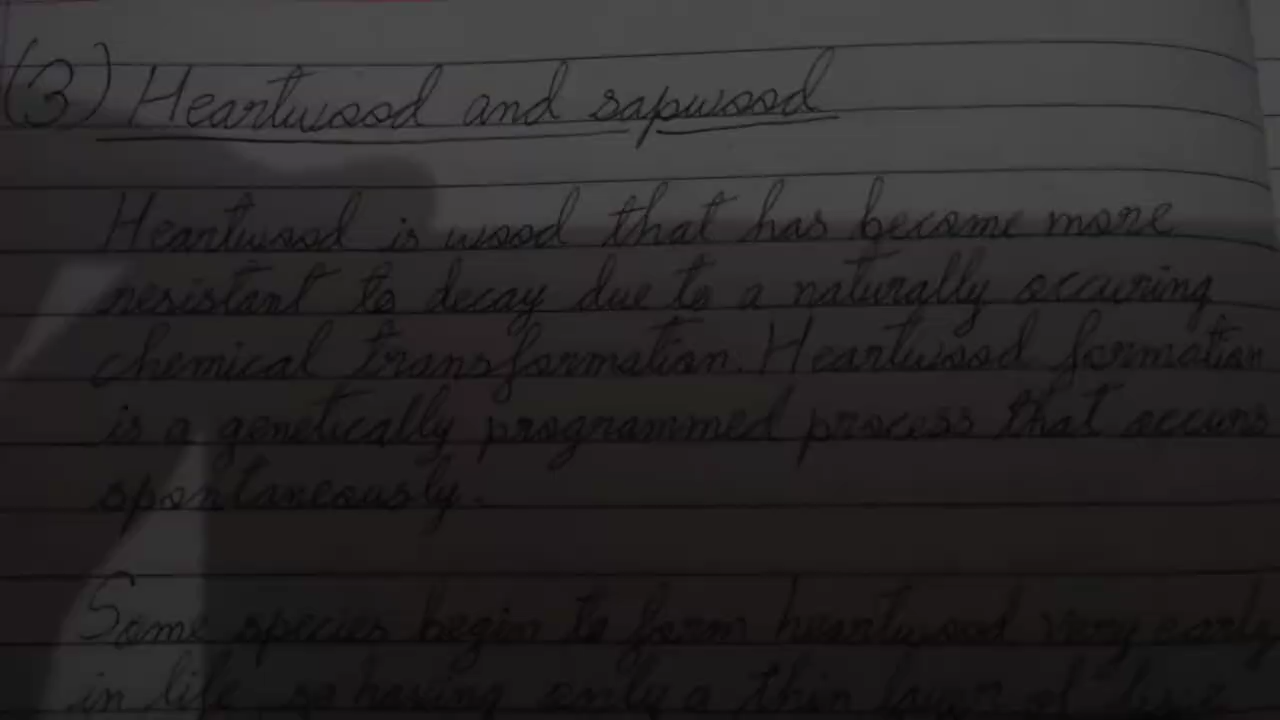 (3) Heartwood and sapwood
Heartwood is wood that has become more
resistant to decay due to a naturally occuring
chemical transformation. Heartwood formation
is a genetically programmed process that occurs
spontaneously.
Some species begin to form heartwood very early
in life, so having only a thin layer of live